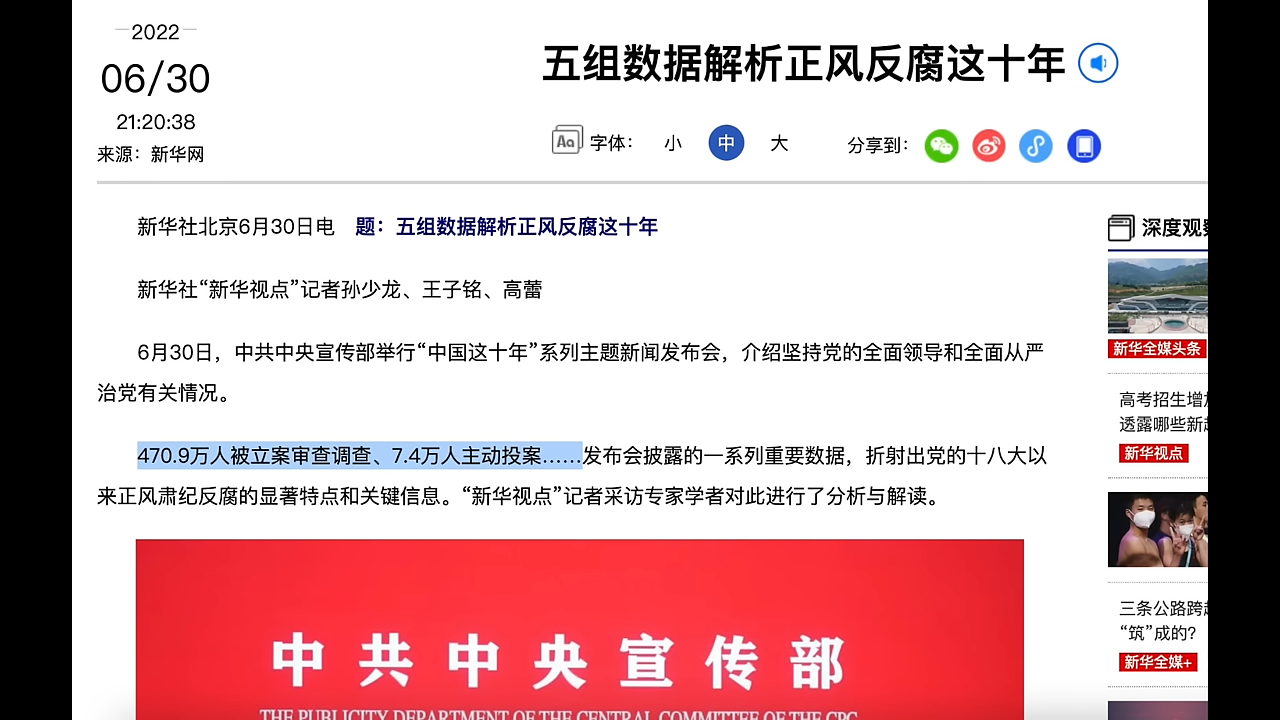 2022
06/30
21:20:38
来源：新华网
五组数据解析正风反腐这十年
Aa 字体： 小 中 大 分享到：
新华社北京6月30日电 题：五组数据解析正风反腐这十年
新华社“新华视点”记者孙少龙、王子铭、高蕾
6月30日，中共中央宣传部举行“中国这十年”系列主题新闻发布会，介绍坚持党的全面领导和全面从严
治党有关情况。
470.9万人被立案审查调查、7.4万人主动投案……发布会披露的一系列重要数据，折射出党的十八大以
来正风肃纪反腐的显著特点和关键信息。“新华视点”记者采访专家学者对此进行了分析与解读。
中共中央宣传部
THE PUBLICITY DEPARTMENT OF THE CENTRAL COMMITTEE OF THE CPC
深度观察
新华全媒头条
高考招生增加
透露哪些新
新华视点
三条公路跨
“筑”成的?
新华全媒+